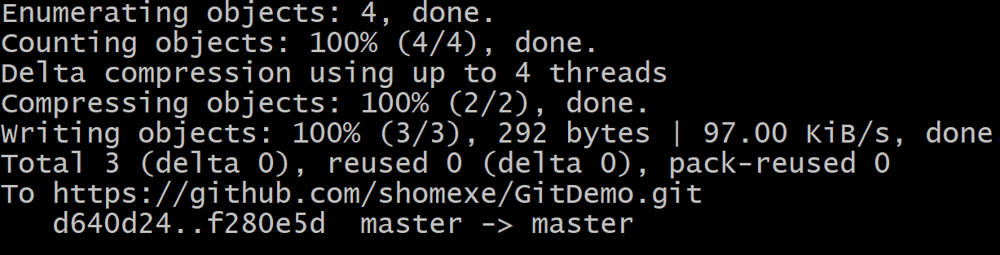 Enumerating objects: 4, done.
Counting objects: 100% (4/4), done.
Delta compression using up to 4 threads
Compressing objects: 100% (2/2), done.
Writing objects: 100% (3/3), 292 bytes | 97.00 KiB/s, done
Total 3 (delta 0), reused 0 (delta 0), pack-reused 0
To https://github.com/shomexe/GitDemo.git
   d640d24..f280e5d  master -> master